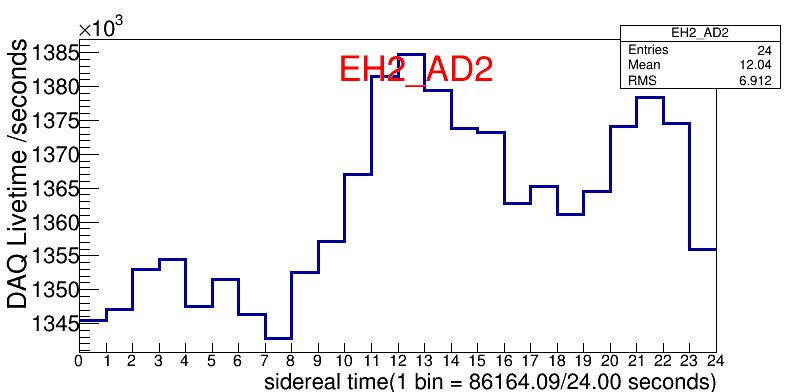 ×10³
EH2_AD2
Entries 24
Mean 12.04
RMS 6.912
EH2_AD2
DAQ Livetime /seconds
1385
1380
1375
1370
1365
1360
1355
1350
1345
0 1 2 3 4 5 6 7 8 9 10 11 12 13 14 15 16 17 18 19 20 21 22 23 24
sidereal time(1 bin = 86164.09/24.00 seconds)